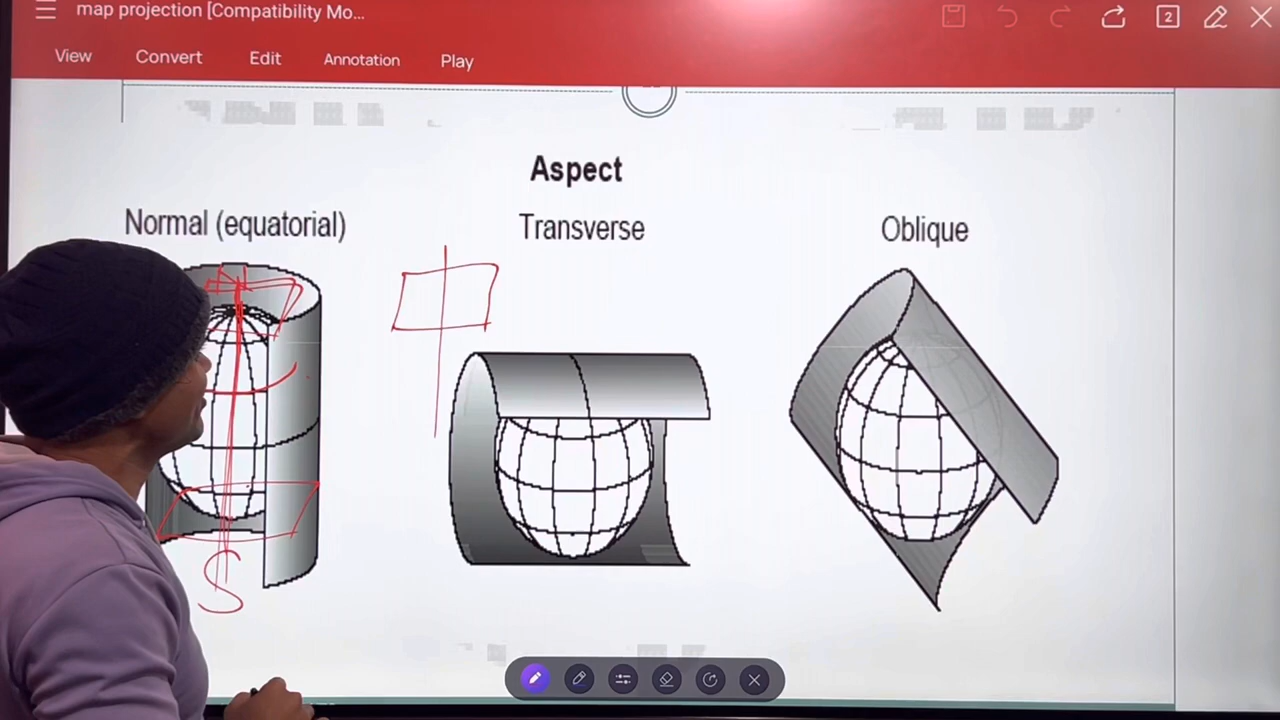 map projection [Compatibility Mo...
2
View Convert Edit Annotation Play
Aspect
Normal (equatorial) Transverse Oblique
S